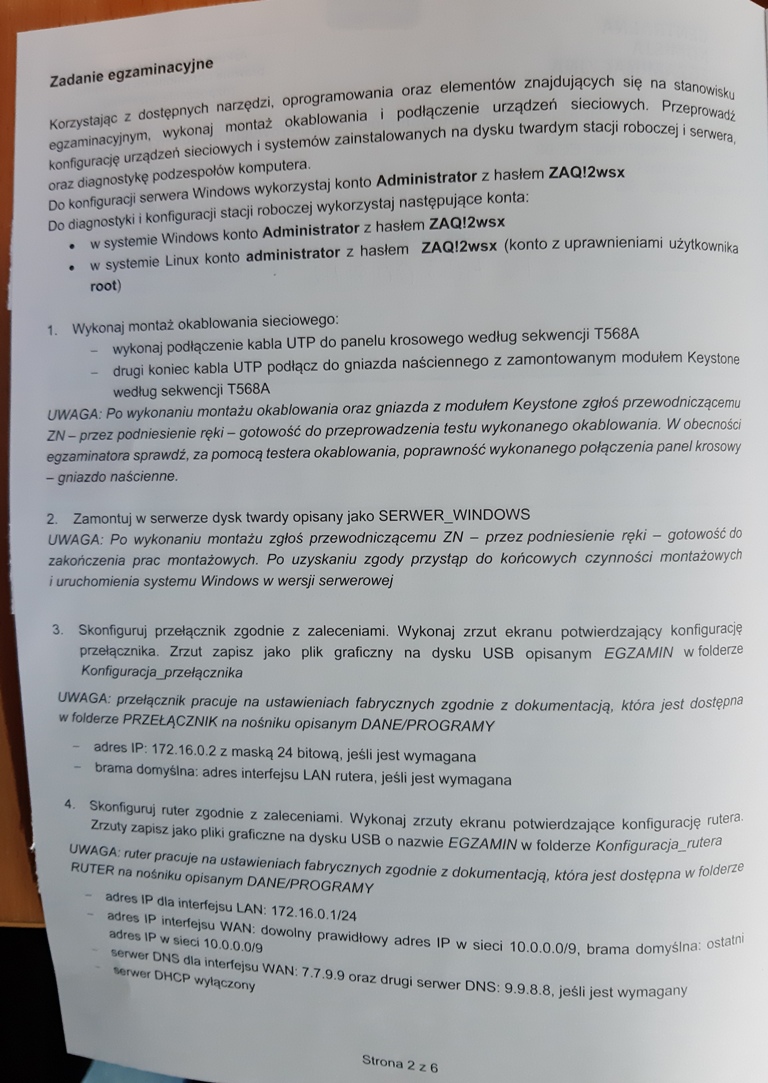 Zadanie egzaminacyjne
Korzystając z dostępnych narzędzi, oprogramowania oraz elementów znajdujących się na stanowisku
egzaminacyjnym, wykonaj montaż okablowania i podłączenie urządzeń sieciowych. Przeprowadź
konfigurację urządzeń sieciowych i systemów zainstalowanych na dysku twardym stacji roboczej i serwera,
oraz diagnostykę podzespołów komputera.
Do konfiguracji serwera Windows wykorzystaj konto Administrator z hasłem ZAQ!2wsx
Do diagnostyki i konfiguracji stacji roboczej wykorzystaj następujące konta:
• w systemie Windows konto Administrator z hasłem ZAQ!2wsx
• w systemie Linux konto administrator z hasłem ZAQ!2wsx (konto z uprawnieniami użytkownika
root)
1. Wykonaj montaż okablowania sieciowego:
– wykonaj podłączenie kabla UTP do panelu krosowego według sekwencji T568A
– drugi koniec kabla UTP podłącz do gniazda naściennego z zamontowanym modułem Keystone
według sekwencji T568A
UWAGA: Po wykonaniu montażu okablowania oraz gniazda z modułem Keystone zgłoś przewodniczącemu
ZN – przez podniesienie ręki – gotowość do przeprowadzenia testu wykonanego okablowania. W obecności
egzaminatora sprawdź, za pomocą testera okablowania, poprawność wykonanego połączenia panel krosowy
– gniazdo naścienne.
2. Zamontuj w serwerze dysk twardy opisany jako SERWER_WINDOWS
UWAGA: Po wykonaniu montażu zgłoś przewodniczącemu ZN – przez podniesienie ręki – gotowość do
zakończenia prac montażowych. Po uzyskaniu zgody przystąp do końcowych czynności montażowych
i uruchomienia systemu Windows w wersji serwerowej
3. Skonfiguruj przełącznik zgodnie z zaleceniami. Wykonaj zrzut ekranu potwierdzający konfigurację
przełącznika. Zrzut zapisz jako plik graficzny na dysku USB opisanym EGZAMIN w folderze
Konfiguracja_przełącznika
UWAGA: przełącznik pracuje na ustawieniach fabrycznych zgodnie z dokumentacją, która jest dostępna
w folderze PRZEŁĄCZNIK na nośniku opisanym DANE/PROGRAMY
– adres IP: 172.16.0.2 z maską 24 bitową, jeśli jest wymagana
– brama domyślna: adres interfejsu LAN rutera, jeśli jest wymagana
4. Skonfiguruj ruter zgodnie z zaleceniami. Wykonaj zrzuty ekranu potwierdzające konfigurację rutera.
Zrzuty zapisz jako pliki graficzne na dysku USB o nazwie EGZAMIN w folderze Konfiguracja_rutera
UWAGA: ruter pracuje na ustawieniach fabrycznych zgodnie z dokumentacją, która jest dostępna w folderze
RUTER na nośniku opisanym DANE/PROGRAMY
– adres IP dla interfejsu LAN: 172.16.0.1/24
– adres IP interfejsu WAN: dowolny prawidłowy adres IP w sieci 10.0.0.0/9, brama domyślna: ostatni
adres IP w sieci 10.0.0.0/9
– serwer DNS dla interfejsu WAN: 7.7.9.9 oraz drugi serwer DNS: 9.9.8.8, jeśli jest wymagany
– serwer DHCP wyłączony
Strona 2 z 6